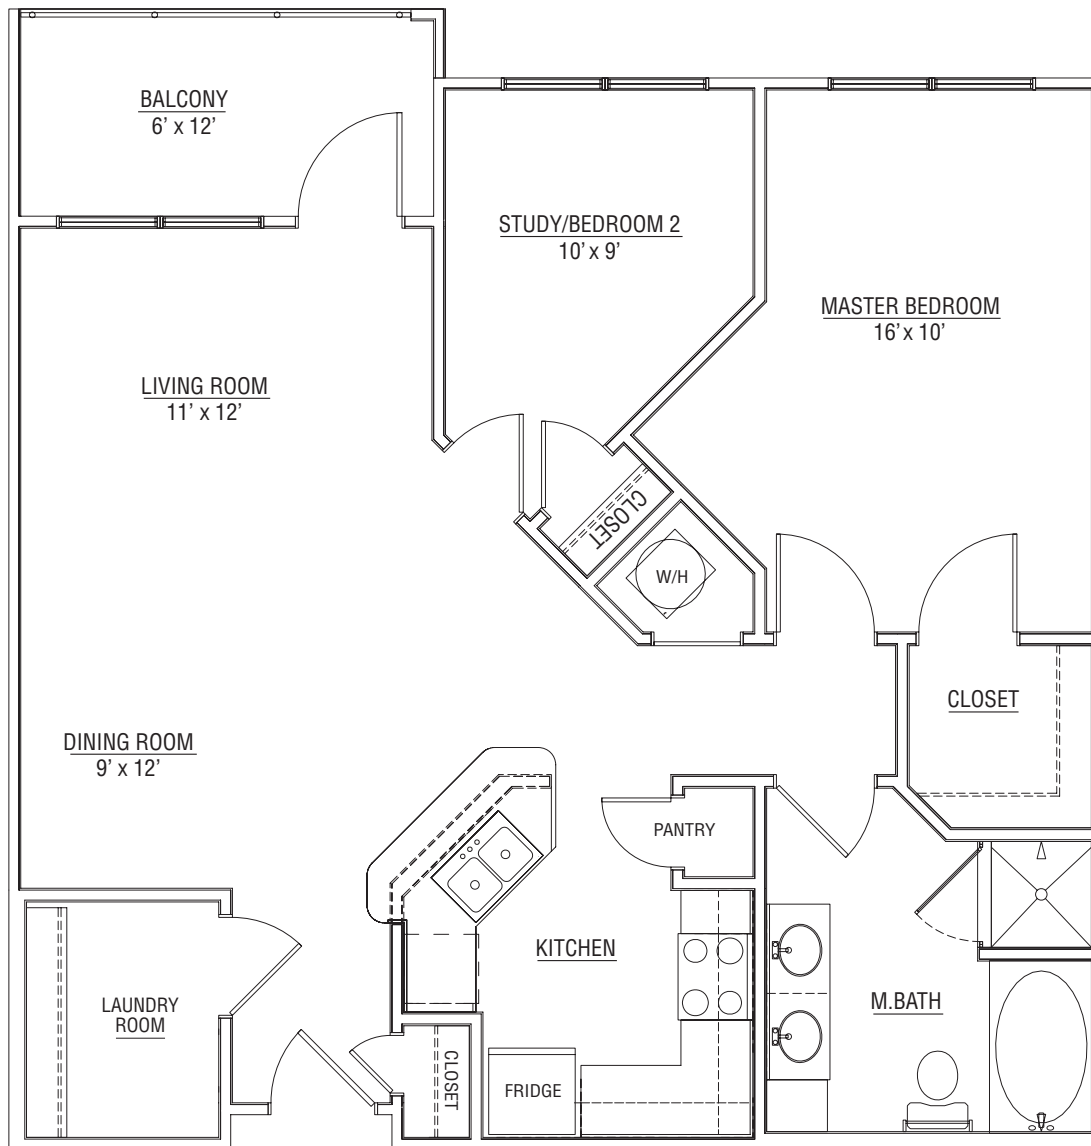 BALCONY
6' x 12'
STUDY/BEDROOM 2
10' x 9'
MASTER BEDROOM
16' x 10'
LIVING ROOM
11' x 12'
CLOSET
W/H
CLOSET
DINING ROOM
9' x 12'
PANTRY
KITCHEN
LAUNDRY
ROOM
M.BATH
CLOSET
FRIDGE